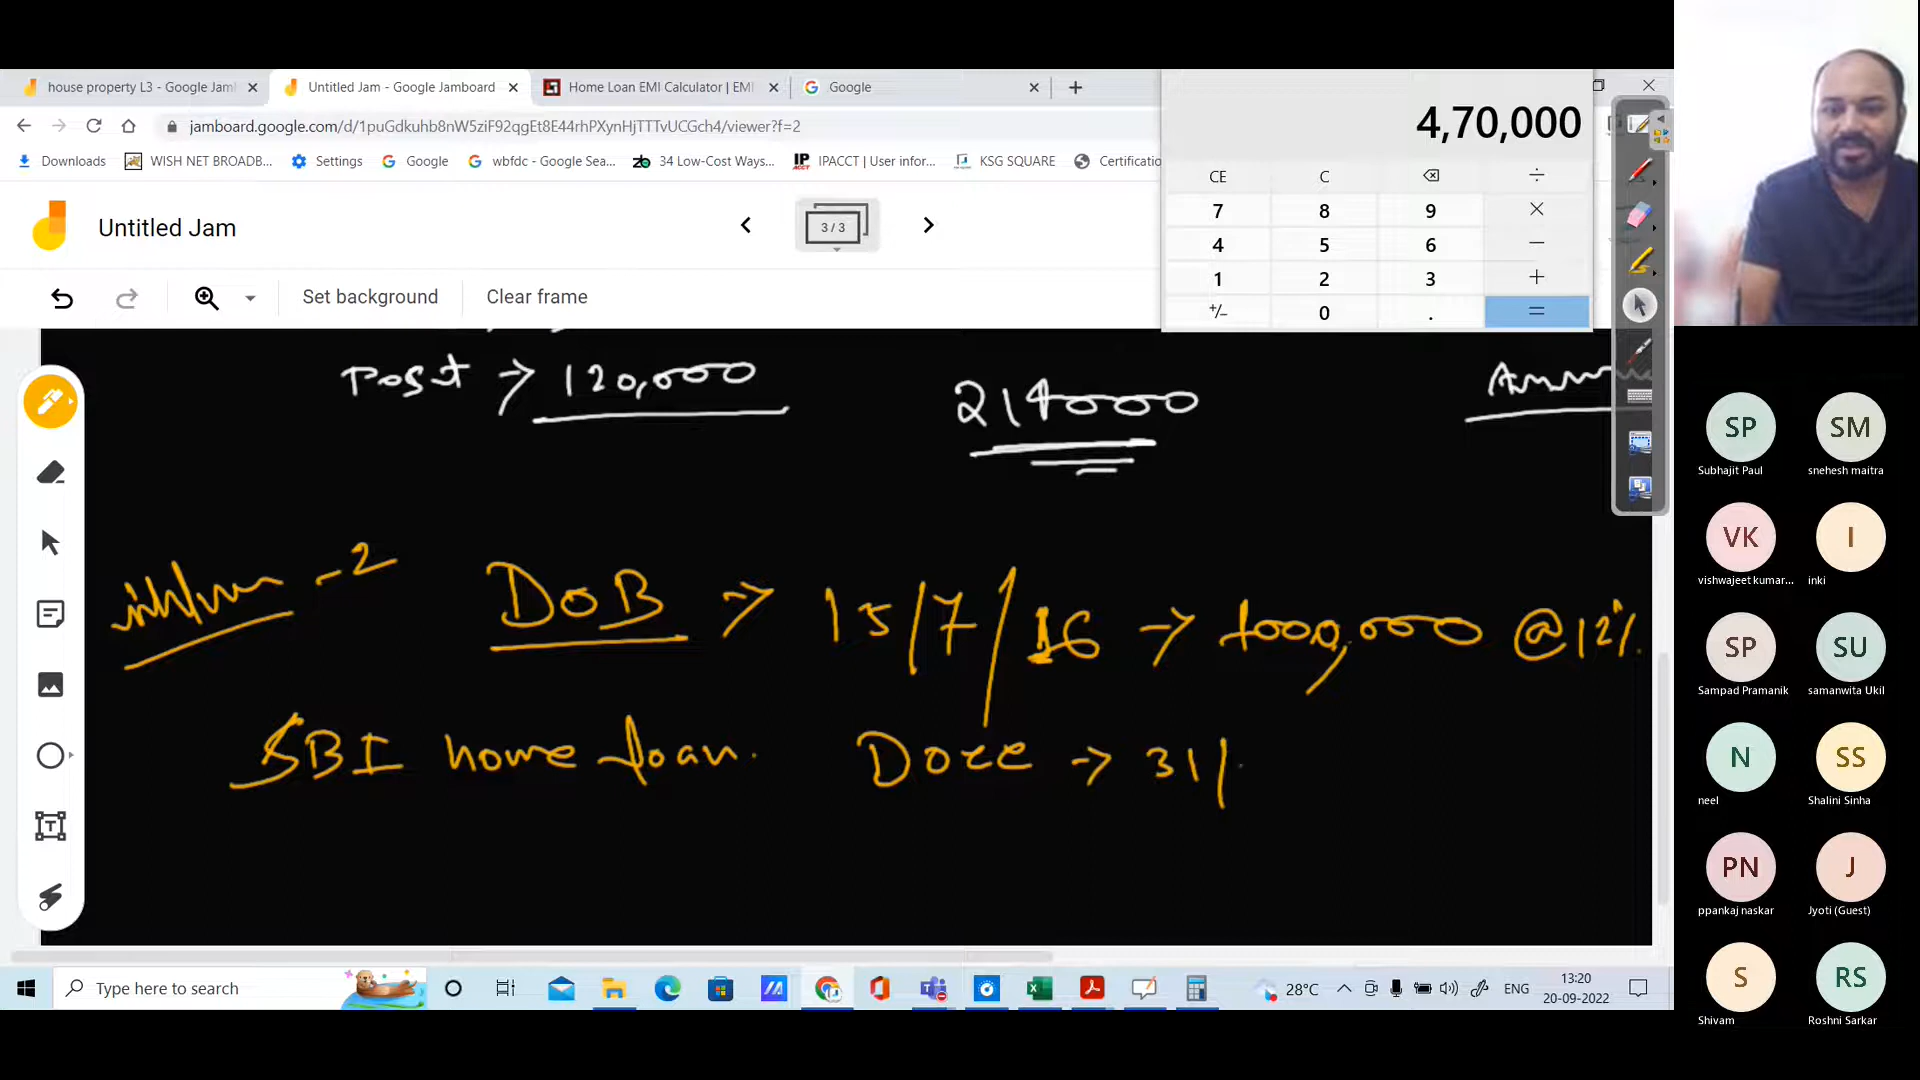 house property L3 - Google Jam
Untitled Jam - Google Jamboard
Home Loan EMI Calculator | EMI
Google
jamboard.google.com/d/1puGdkuhb8nW5ziF92qgEt8E44rhPXynHjTTTvUCGch4/viewer?f=2
Downloads
WISH NET BROADB...
Settings
Google
wbfdc - Google Sea...
34 Low-Cost Ways...
IPACCT | User infor...
KSG SQUARE
Certificatio
4,70,000
CE C ÷
7 8 9 ×
4 5 6 −
1 2 3 +
+/− 0 . =
Untitled Jam
3 / 3
Set background
Clear frame
Post → 120,000
214000
-2 DOB → 15/7/16 → 1000,000 @12%
SBI home loan. DOCC → 31/
SP
Subhajit Paul
SM
snehesh maitra
VK
vishwajeet kumar...
I
inki
SP
Sampad Pramanik
SU
samanwita Ukil
N
neel
SS
Shalini Sinha
PN
ppankaj naskar
J
Jyoti (Guest)
S
Shivam
RS
Roshni Sarkar
Type here to search
28°C
ENG
13:20
20-09-2022